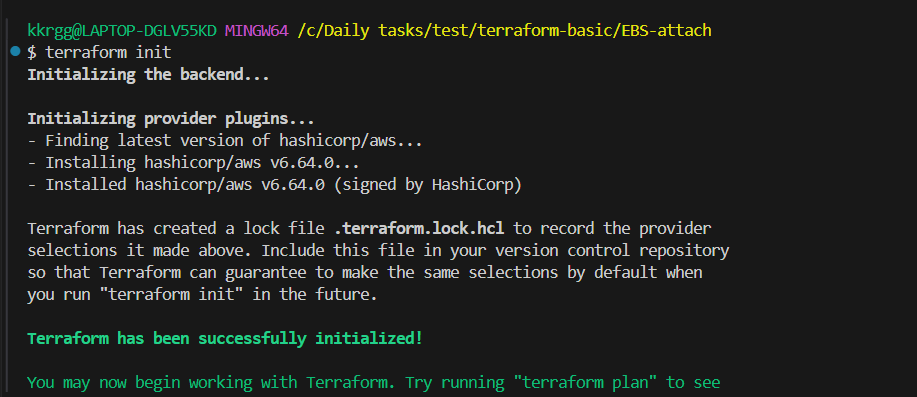 kkrgg@LAPTOP-DGLV55KD MINGW64 /c/Daily tasks/test/terraform-basic/EBS-attach
$ terraform init
Initializing the backend...
Initializing provider plugins...
- Finding latest version of hashicorp/aws...
- Installing hashicorp/aws v6.64.0...
- Installed hashicorp/aws v6.64.0 (signed by HashiCorp)
Terraform has created a lock file .terraform.lock.hcl to record the provider
selections it made above. Include this file in your version control repository
so that Terraform can guarantee to make the same selections by default when
you run "terraform init" in the future.
Terraform has been successfully initialized!
You may now begin working with Terraform. Try running "terraform plan" to see